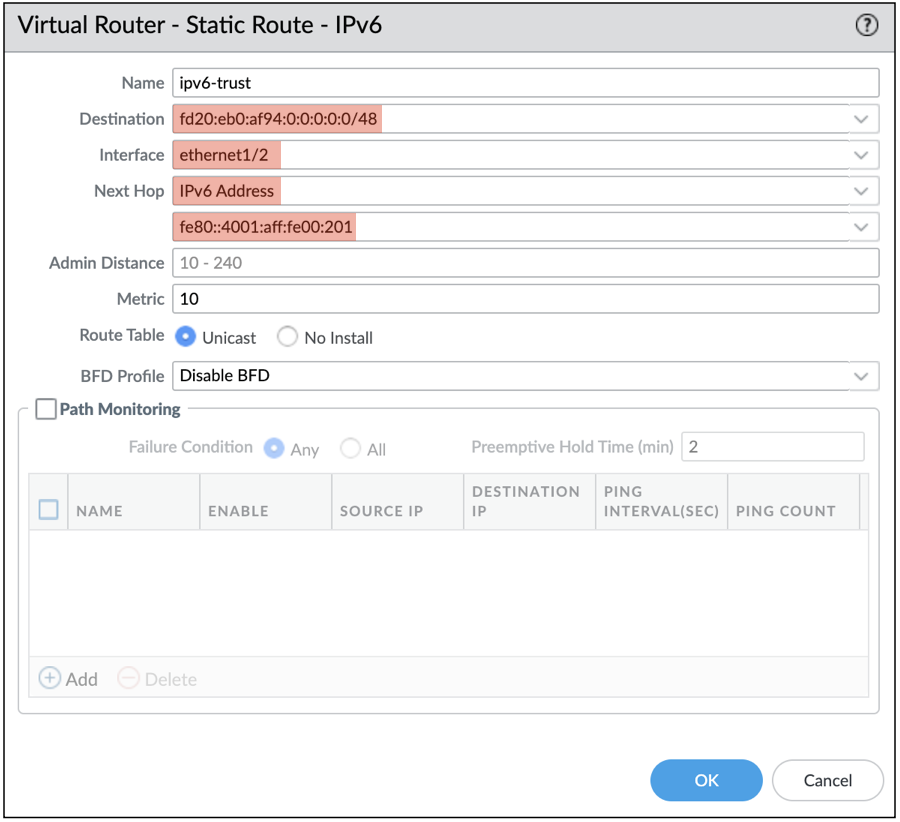 Virtual Router - Static Route - IPv6 ?
Name ipv6-trust
Destination fd20:eb0:af94:0:0:0:0:0/48
Interface ethernet1/2
Next Hop IPv6 Address
fe80::4001:aff:fe00:201
Admin Distance 10 - 240
Metric 10
Route Table Unicast No Install
BFD Profile Disable BFD
Path Monitoring
Failure Condition Any All Preemptive Hold Time (min) 2
NAME ENABLE SOURCE IP DESTINATION IP PING INTERVAL(SEC) PING COUNT
Add Delete
OK Cancel